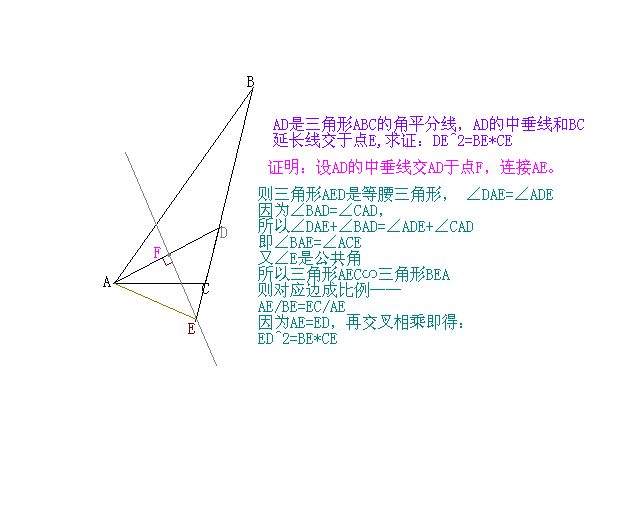 B
AD是三角形ABC的角平分线，AD的中垂线和BC
延长线交于点E,求证：DE^2=BE*CE
证明：设AD的中垂线交AD于点F，连接AE。
则三角形AED是等腰三角形， ∠DAE=∠ADE
因为∠BAD=∠CAD，
所以∠DAE+∠BAD=∠ADE+∠CAD
D
即∠BAE=∠ACE
F
又∠E是公共角
所以三角形AEC∽三角形BEA
A
C
则对应边成比例——
AE/BE=EC/AE
因为AE=ED，再交叉相乘即得：
E
ED^2=BE*CE